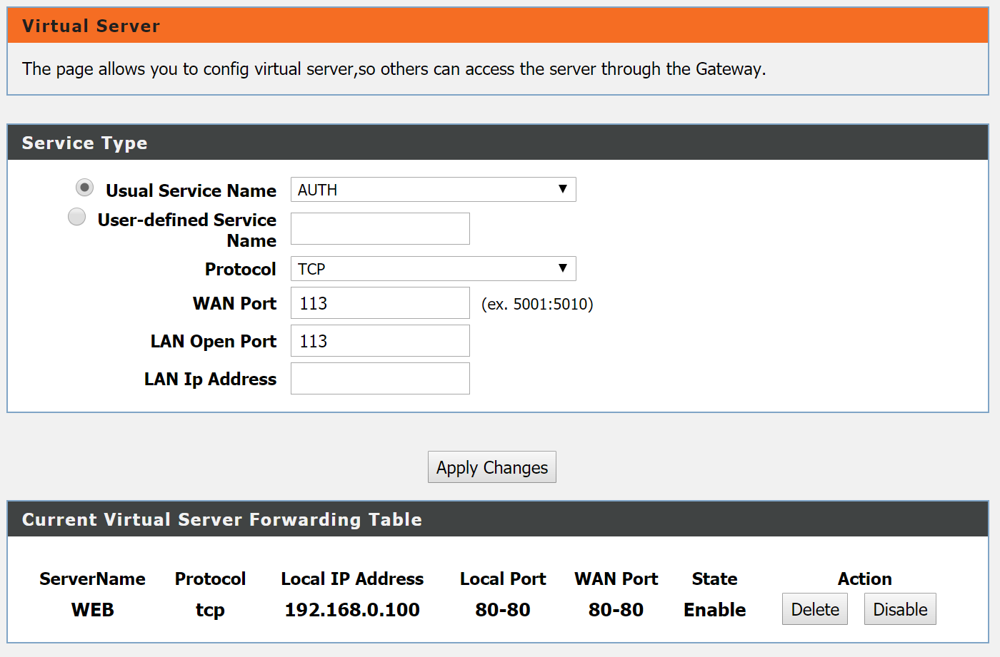 Virtual Server
The page allows you to config virtual server,so others can access the server through the Gateway.
Service Type
Usual Service Name AUTH ▼
User-defined Service
Name
Protocol TCP ▼
WAN Port 113 (ex. 5001:5010)
LAN Open Port 113
LAN Ip Address
Apply Changes
Current Virtual Server Forwarding Table
ServerName Protocol Local IP Address Local Port WAN Port State Action
WEB tcp 192.168.0.100 80-80 80-80 Enable Delete Disable